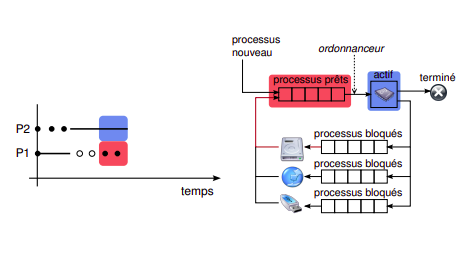 processus
nouveau
ordonnanceur
processus prêts
actif
terminé
P2
P1
temps
processus bloqués
processus bloqués
processus bloqués